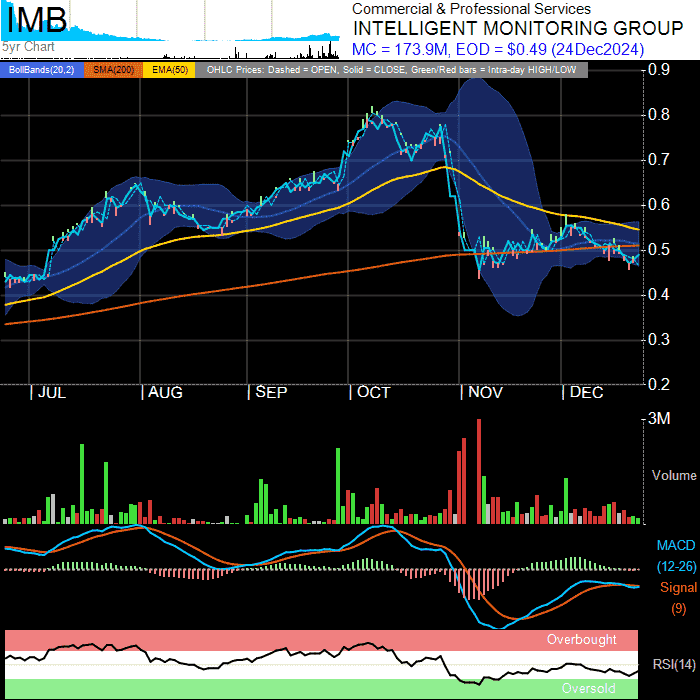 IMB
5yr Chart
Commercial & Professional Services
INTELLIGENT MONITORING GROUP
MC = 173.9M, EOD = $0.49 (24Dec2024)
BollBands(20,2) SMA(200) EMA(50) OHLC Prices: Dashed = OPEN, Solid = CLOSE, Green/Red bars = Intra-day HIGH/LOW
0.9
0.8
0.7
0.6
0.5
0.4
0.3
0.2
JUL AUG SEP OCT NOV DEC
3M
Volume
MACD
(12-26)
Signal
(9)
Overbought
RSI(14)
Oversold